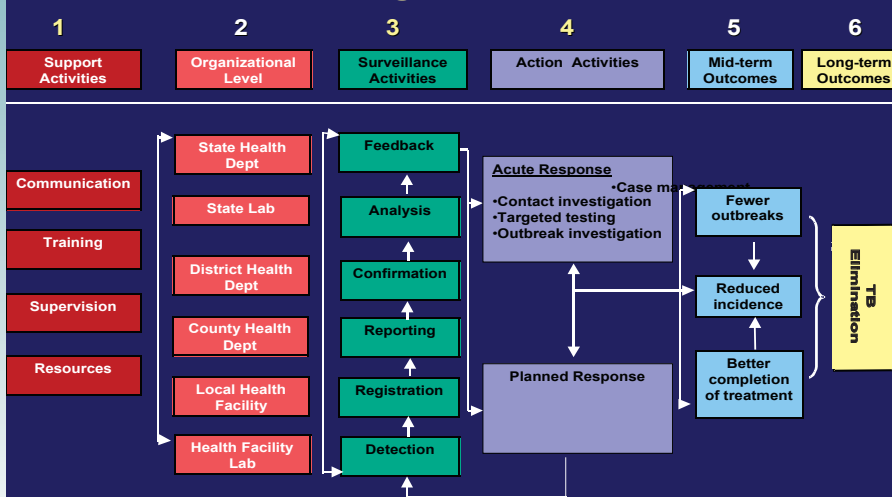 1
2
3
4
5
6
Support
Activities
Organizational
Level
Surveillance
Activities
Action Activities
Mid-term
Outcomes
Long-term
Outcomes
Communication
Training
Supervision
Resources
State Health
Dept
State Lab
District Health
Dept
County Health
Dept
Local Health
Facility
Health Facility
Lab
Feedback
Analysis
Confirmation
Reporting
Registration
Detection
Acute Response
•Case management
•Contact investigation
•Targeted testing
•Outbreak investigation
Planned Response
Fewer
outbreaks
Reduced
incidence
Better
completion
of treatment
TB
Elimination